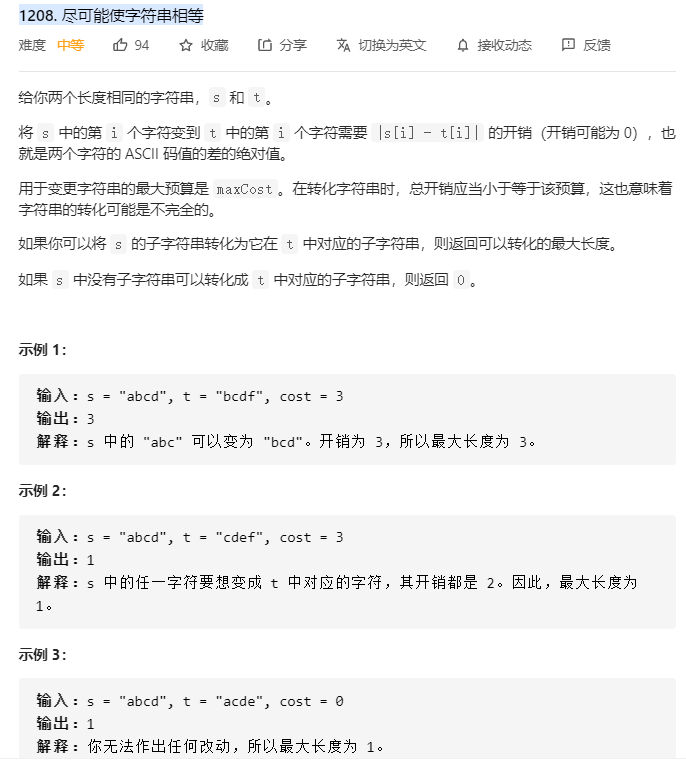 1208. 尽可能使字符串相等
难度 中等 94 收藏 分享 切换为英文 接收动态 反馈
给你两个长度相同的字符串，s 和 t。
将 s 中的第 i 个字符变到 t 中的第 i 个字符需要 |s[i] - t[i]| 的开销（开销可能为 0），也
就是两个字符的 ASCII 码值的差的绝对值。
用于变更字符串的最大预算是 maxCost。在转化字符串时，总开销应当小于等于该预算，这也意味着
字符串的转化可能是不完全的。
如果你可以将 s 的子字符串转化为它在 t 中对应的子字符串，则返回可以转化的最大长度。
如果 s 中没有子字符串可以转化成 t 中对应的子字符串，则返回 0。
示例 1：
输入：s = "abcd", t = "bcdf", cost = 3
输出：3
解释：s 中的 "abc" 可以变为 "bcd"。开销为 3，所以最大长度为 3。
示例 2：
输入：s = "abcd", t = "cdef", cost = 3
输出：1
解释：s 中的任一字符要想变成 t 中对应的字符，其开销都是 2。因此，最大长度为
1。
示例 3：
输入：s = "abcd", t = "acde", cost = 0
输出：1
解释：你无法作出任何改动，所以最大长度为 1。